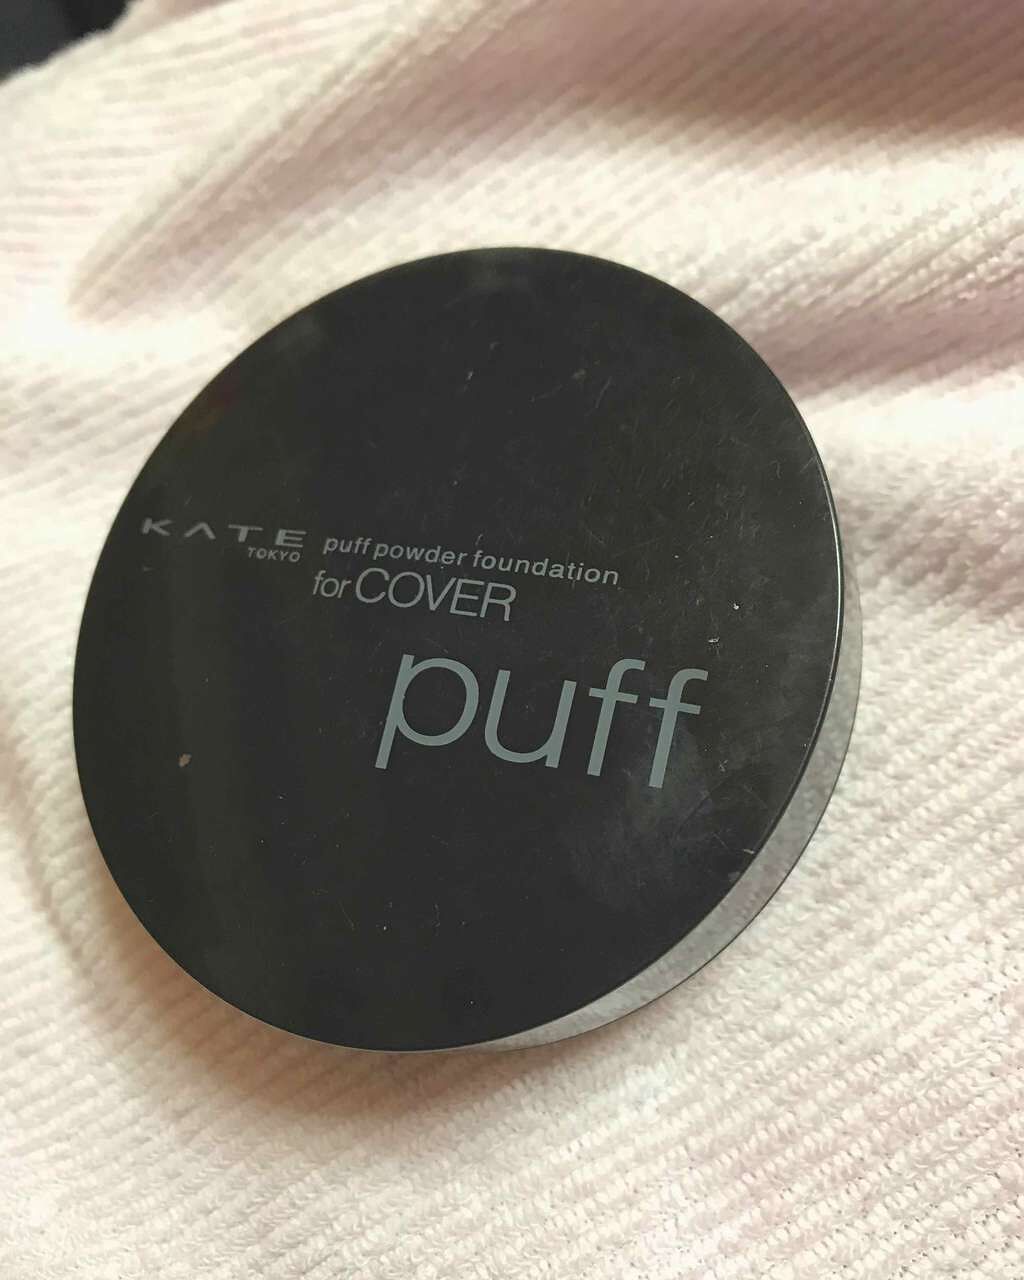 KATE
TOKYO
puff powder foundation
for COVER
puff